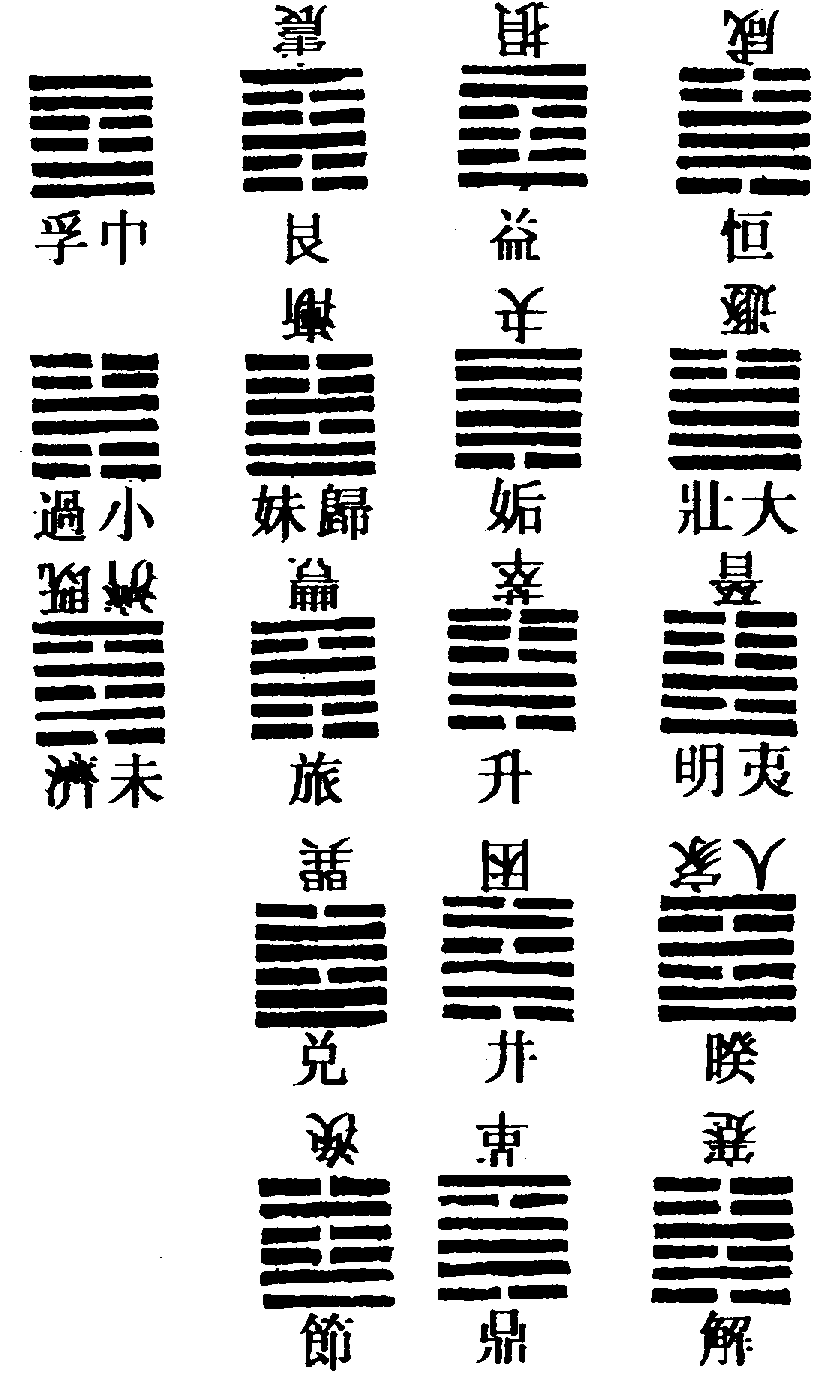 咸
恒
遯
大壯
晉
明夷
家人
睽
蹇
解
損
益
夬
姤
萃
升
困
井
革
鼎
震
艮
漸
歸妹
豐
旅
巽
兌
渙
節
中孚
小過
既濟
未濟